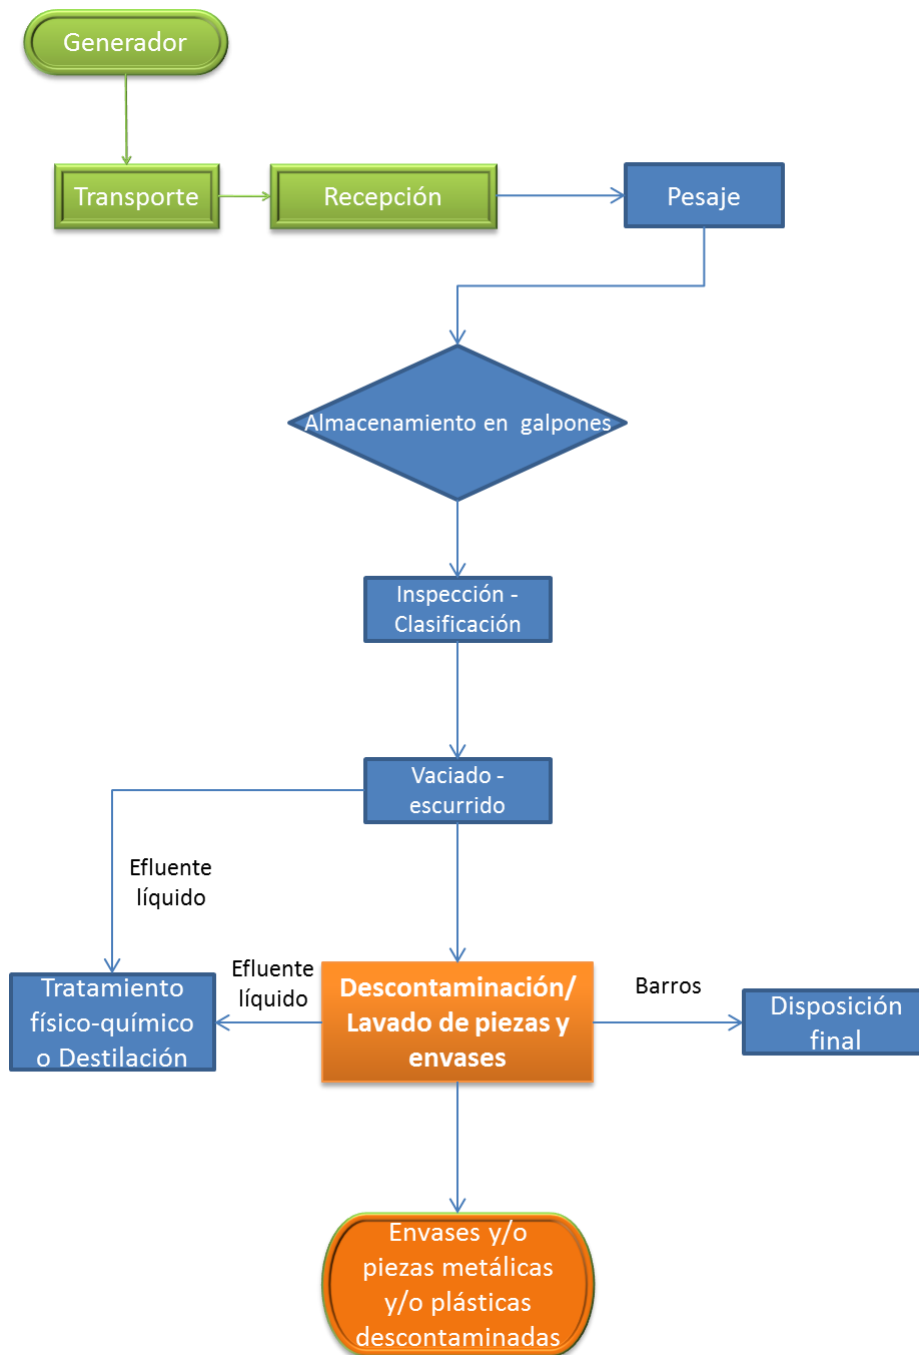 Generador
Transporte
Recepción
Pesaje
Almacenamiento en  galpones
Inspección -
Clasificación
Vaciado -
escurrido
Efluente
líquido
Efluente
líquido
Barros
Tratamiento
físico-químico
o Destilación
Descontaminación/
Lavado de piezas y
envases
Disposición
final
Envases y/o
piezas metálicas
y/o plásticas
descontaminadas